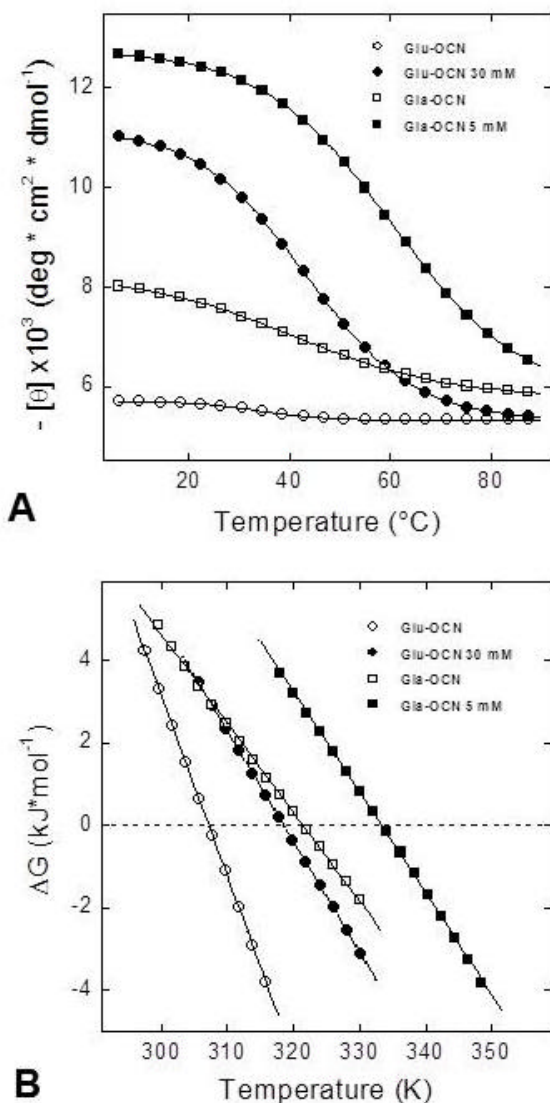 Glu-OCN
Glu-OCN 30 mM
Gla-OCN
Gla-OCN 5 mM
12
10
8
6
- [θ] x10³ (deg * cm² * dmol⁻¹)
20
40
60
80
Temperature (°C)
A
Glu-OCN
Glu-OCN 30 mM
Gla-OCN
Gla-OCN 5 mM
4
2
0
-2
-4
ΔG (kJ*mol⁻¹)
300
310
320
330
340
350
Temperature (K)
B